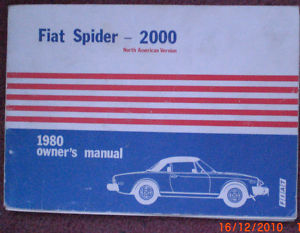 Fiat Spider – 2000
North American Version
1980
owner's manual
FIAT
16/12/2010